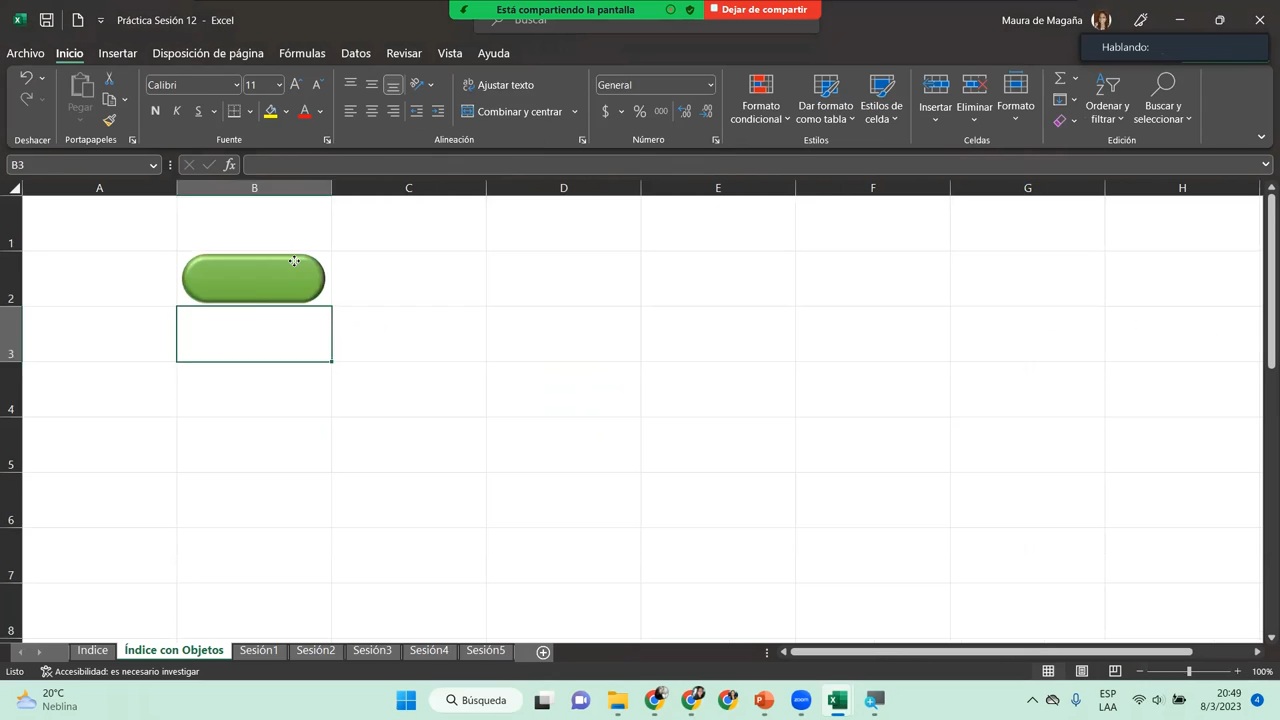 Práctica Sesión 12 - Excel
Está compartiendo la pantalla
Dejar de compartir
Buscar
Maura de Magaña
Hablando:
Archivo Inicio Insertar Disposición de página Fórmulas Datos Revisar Vista Ayuda
Pegar
Calibri 11
N K S
Ajustar texto
Combinar y centrar
General
$ % 000
Formato condicional
Dar formato como tabla
Estilos de celda
Insertar
Eliminar
Formato
Ordenar y filtrar
Buscar y seleccionar
Deshacer Portapapeles Fuente Alineación Número Estilos Celdas Edición
B3 fx
A B C D E F G H
1
2
3
4
5
6
7
8
Indice Índice con Objetos Sesión1 Sesión2 Sesión3 Sesión4 Sesión5
Listo Accesibilidad: es necesario investigar 100%
20°C
Neblina
Búsqueda
zoom
ESP
LAA
20:49
8/3/2023
4